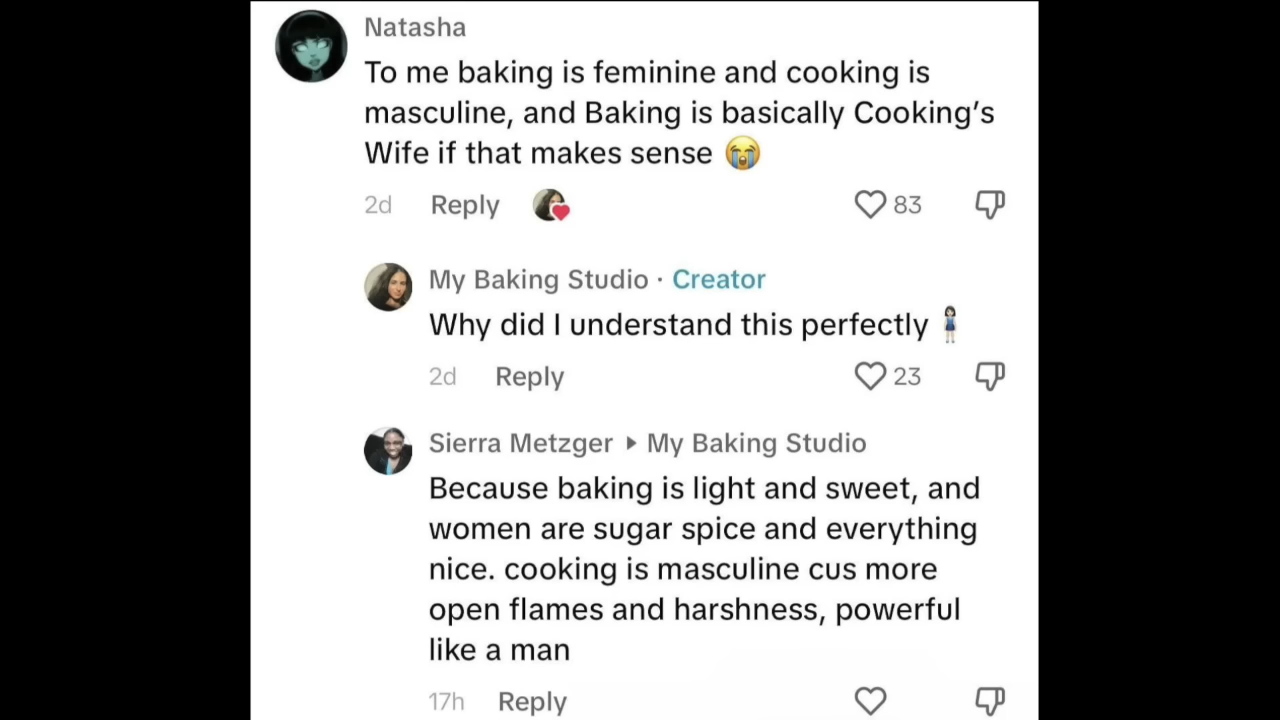 Natasha
To me baking is feminine and cooking is
masculine, and Baking is basically Cooking’s
Wife if that makes sense 😭
2d Reply 83
My Baking Studio · Creator
Why did I understand this perfectly 🧍🏻‍♀️
2d Reply 23
Sierra Metzger ▸ My Baking Studio
Because baking is light and sweet, and
women are sugar spice and everything
nice. cooking is masculine cus more
open flames and harshness, powerful
like a man
17h Reply